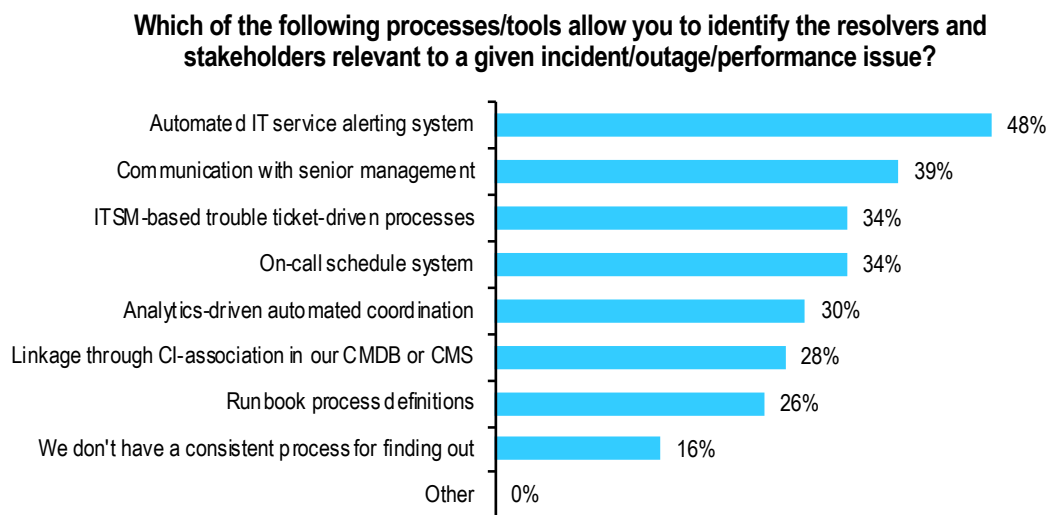 Which of the following processes/tools allow you to identify the resolvers and
stakeholders relevant to a given incident/outage/performance issue?
Automated IT service alerting system 48%
Communication with senior management 39%
ITSM-based trouble ticket-driven processes 34%
On-call schedule system 34%
Analytics-driven automated coordination 30%
Linkage through CI-association in our CMDB or CMS 28%
Runbook process definitions 26%
We don't have a consistent process for finding out 16%
Other 0%